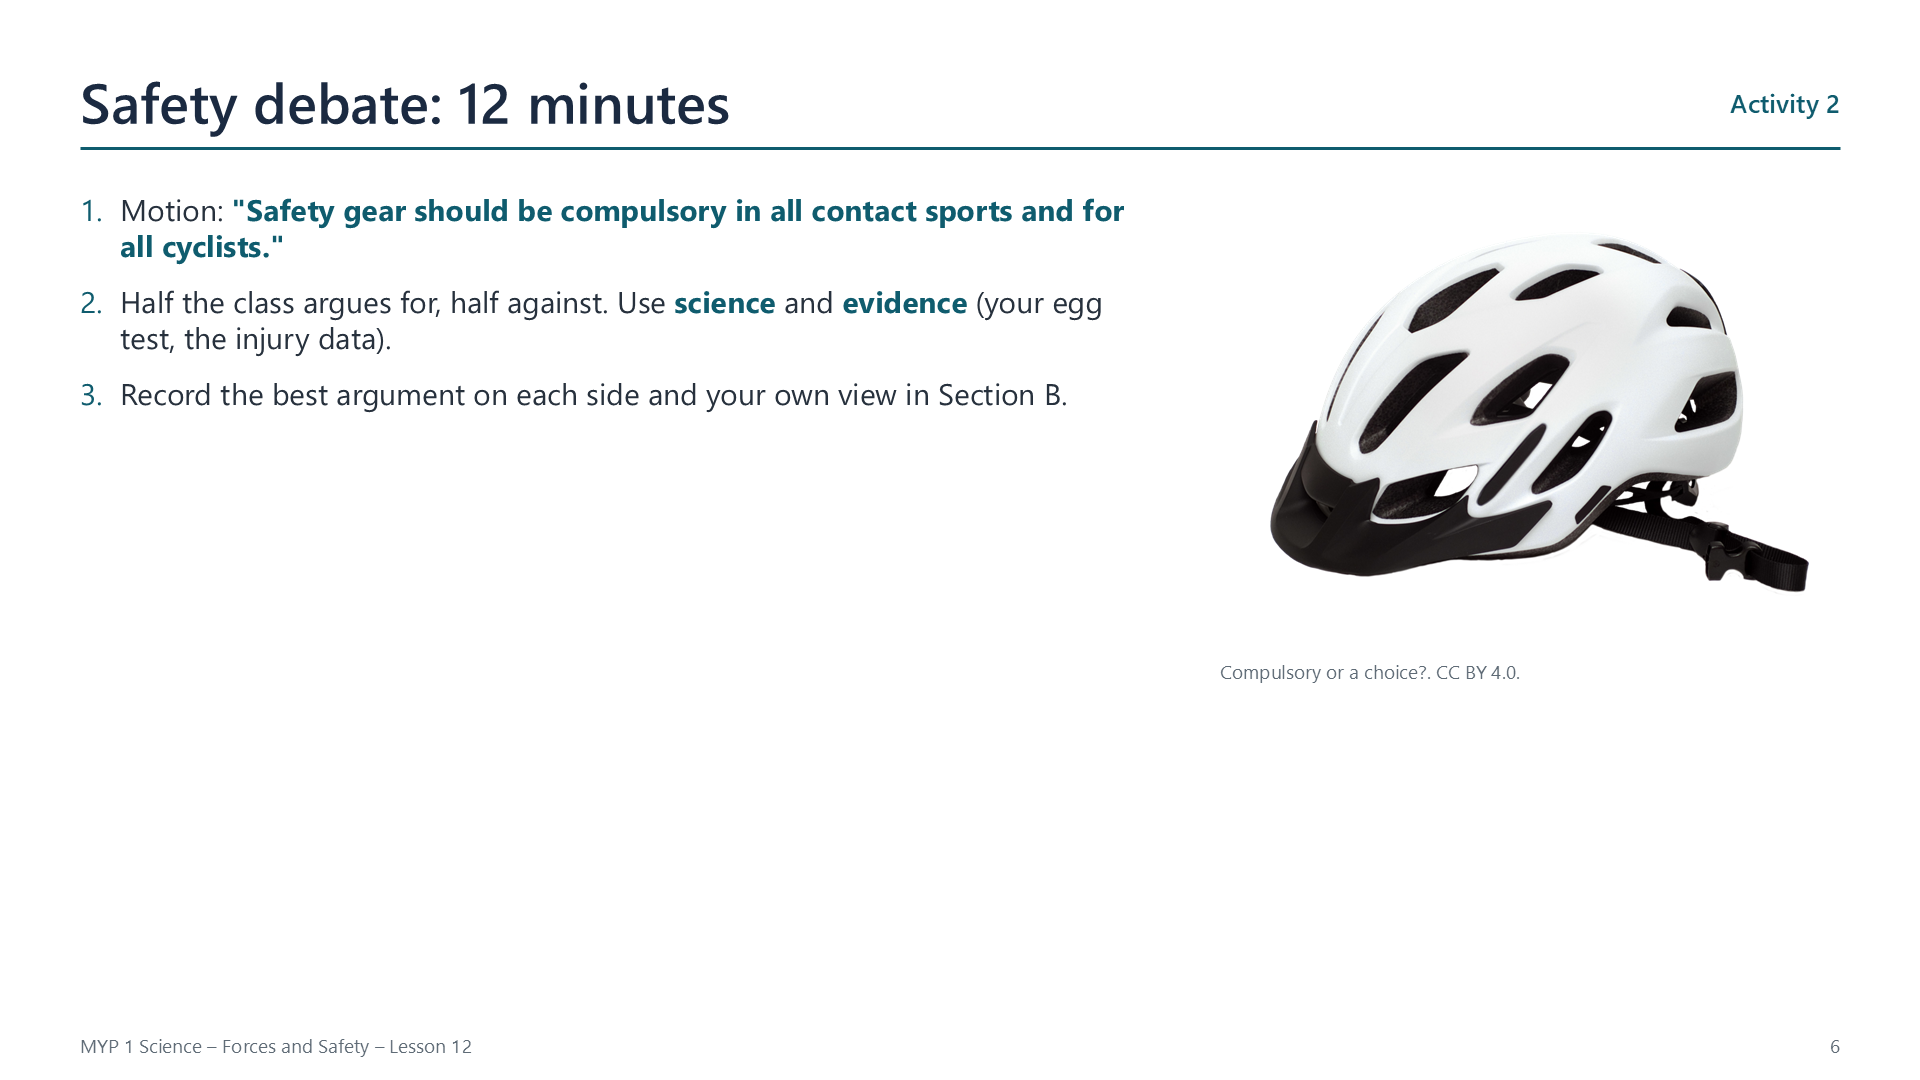 Safety debate: 12 minutes
Activity 2
1. Motion: "Safety gear should be compulsory in all contact sports and for
all cyclists."
2. Half the class argues for, half against. Use science and evidence (your egg
test, the injury data).
3. Record the best argument on each side and your own view in Section B.
Compulsory or a choice?. CC BY 4.0.
MYP 1 Science – Forces and Safety – Lesson 12
6